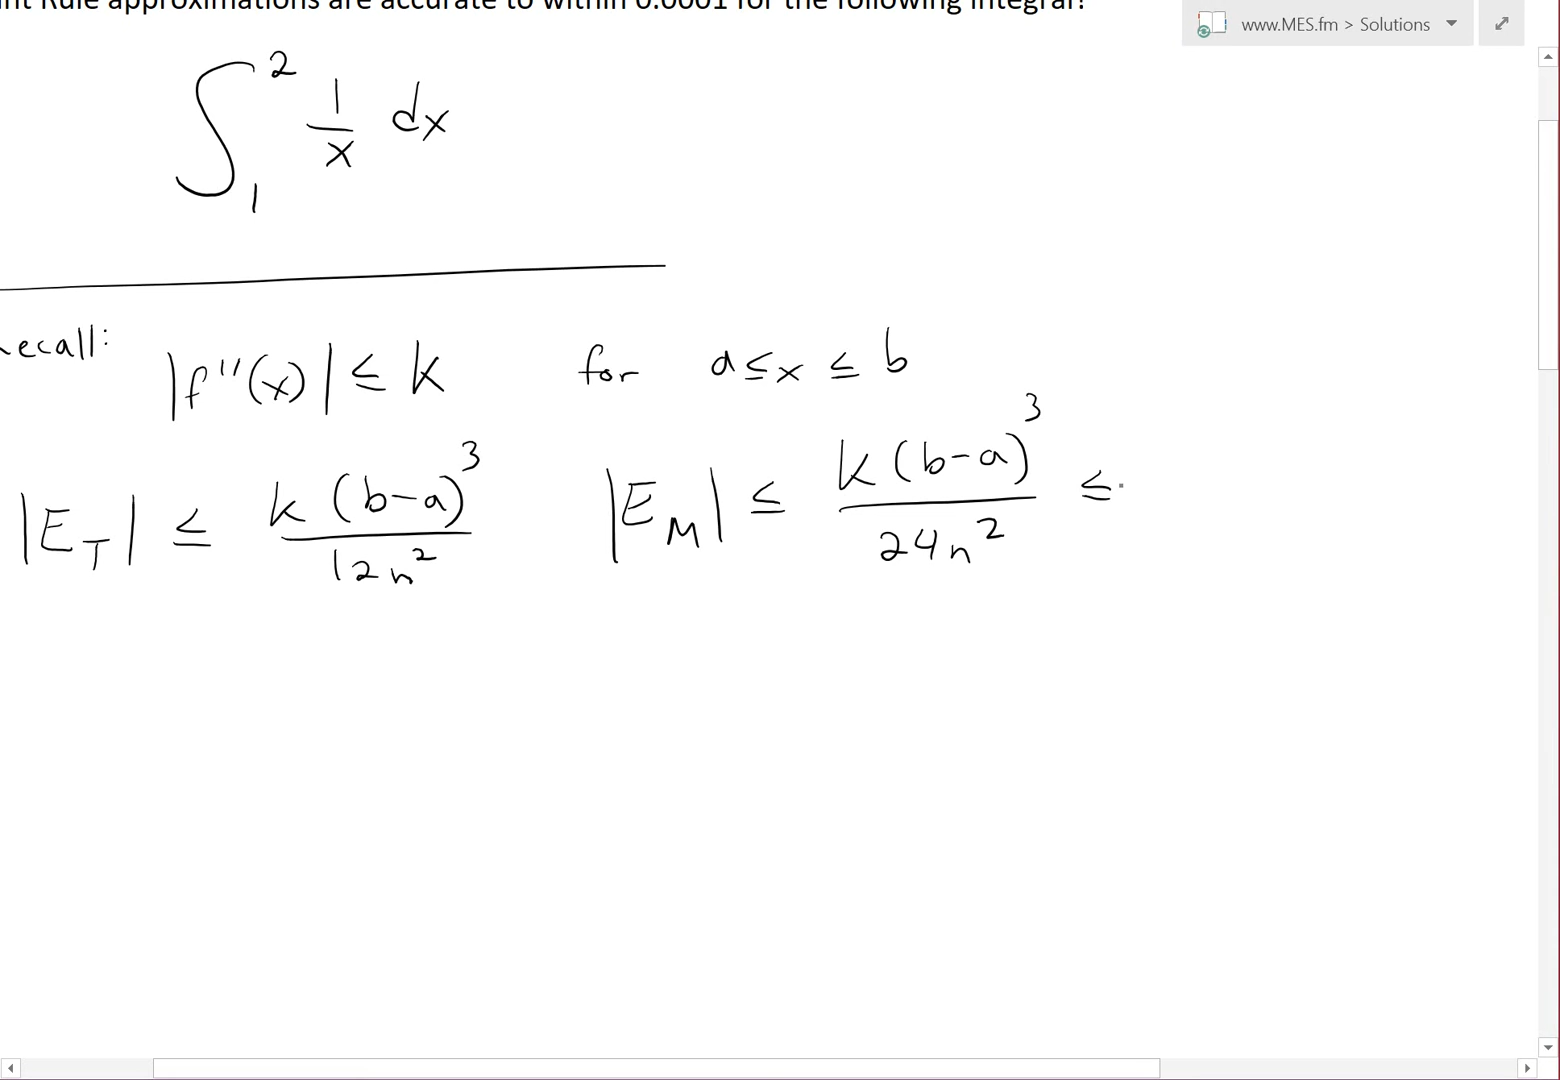 nt Rule approximations are accurate to within 0.0001 for the following integral?
www.MES.fm > Solutions
∫₁² 1/x dx
Recall: |f''(x)| ≤ k for a ≤ x ≤ b
|E_T| ≤ k(b-a)³/12n² |E_M| ≤ k(b-a)³/24n² ≤